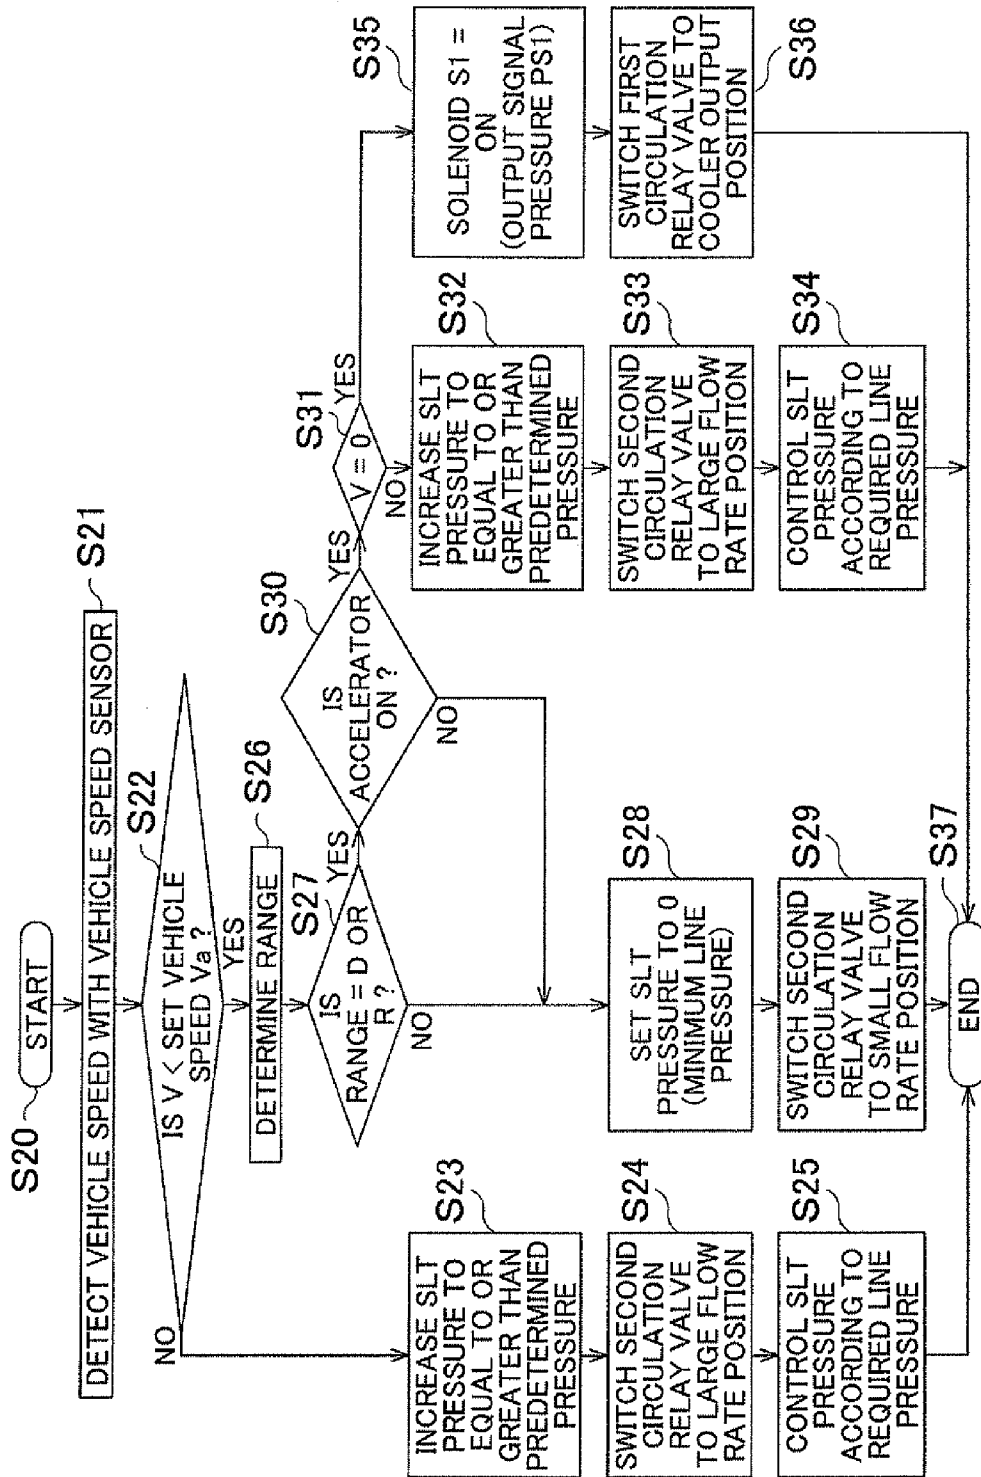 S20
START
S21
DETECT VEHICLE SPEED WITH VEHICLE SPEED SENSOR
S22
IS V < SET VEHICLE
SPEED Va ?
NO
YES
S23
INCREASE SLT
PRESSURE TO
EQUAL TO OR
GREATER THAN
PREDETERMINED
PRESSURE
S24
SWITCH SECOND
CIRCULATION
RELAY VALVE
TO LARGE FLOW
RATE POSITION
S25
CONTROL SLT
PRESSURE
ACCORDING TO
REQUIRED LINE
PRESSURE
S26
DETERMINE RANGE
S27
IS
RANGE = D OR
R ?
YES
NO
S28
SET SLT
PRESSURE TO 0
(MINIMUM LINE
PRESSURE)
S29
SWITCH SECOND
CIRCULATION
RELAY VALVE
TO SMALL FLOW
RATE POSITION
S30
IS
ACCELERATOR
ON ?
YES
NO
S31
V = 0
YES
NO
S32
INCREASE SLT
PRESSURE TO
EQUAL TO OR
GREATER THAN
PREDETERMINED
PRESSURE
S33
SWITCH SECOND
CIRCULATION
RELAY VALVE
TO LARGE FLOW
RATE POSITION
S34
CONTROL SLT
PRESSURE
ACCORDING TO
REQUIRED LINE
PRESSURE
S35
SOLENOID S1 =
ON
(OUTPUT SIGNAL
PRESSURE PS1)
S36
SWITCH FIRST
CIRCULATION
RELAY VALVE TO
COOLER OUTPUT
POSITION
S37
END